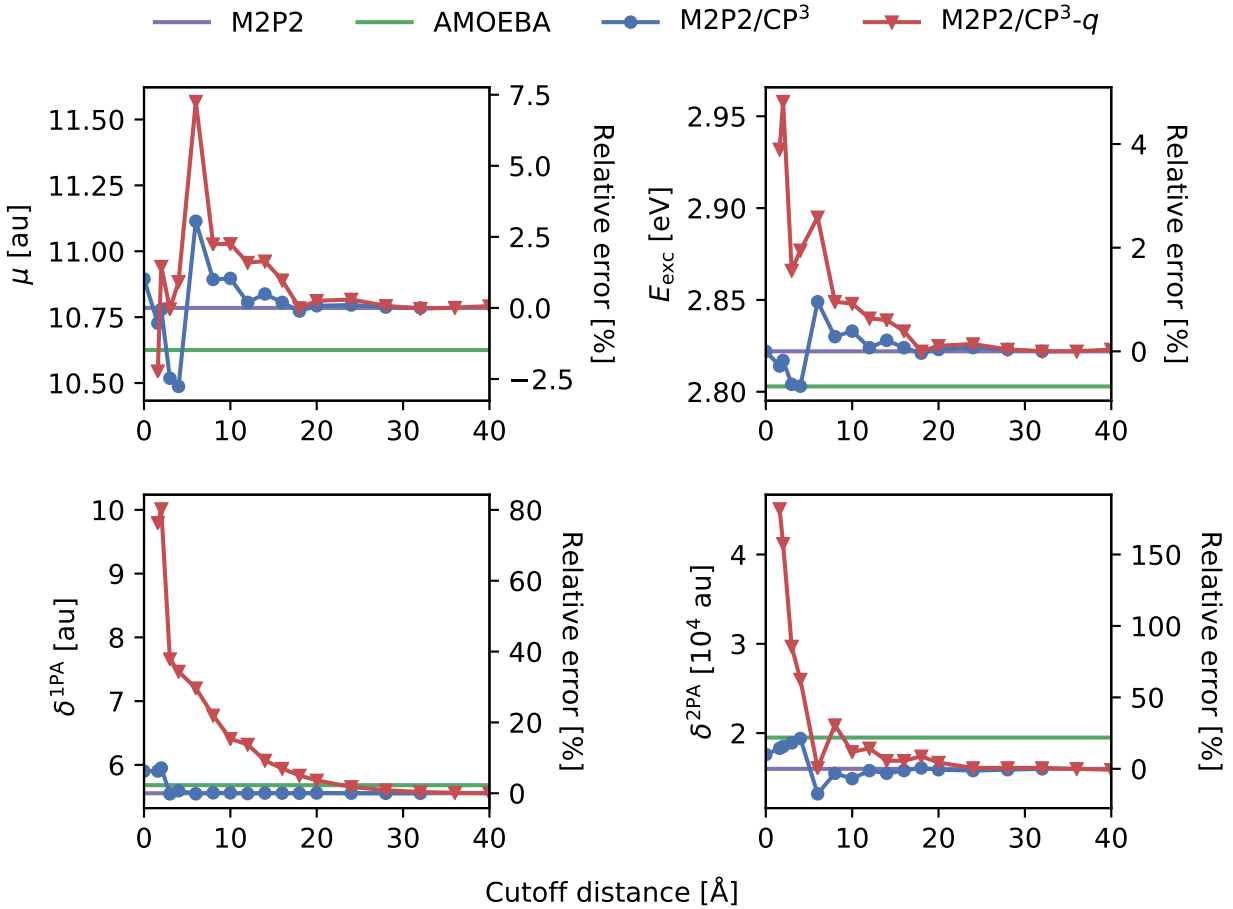 M2P2 AMOEBA M2P2/CP³ M2P2/CP³-q
11.50
11.25
11.00
10.75
10.50
μ [au]
7.5
5.0
2.5
0.0
−2.5
Relative error [%]
0 10 20 30 40
2.95
2.90
2.85
2.80
E_exc [eV]
4
2
0
Relative error [%]
0 10 20 30 40
10
9
8
7
6
δ¹ᴾᴬ [au]
80
60
40
20
0
Relative error [%]
0 10 20 30 40
4
3
2
δ²ᴾᴬ [10⁴ au]
150
100
50
0
Relative error [%]
0 10 20 30 40
Cutoff distance [Å]